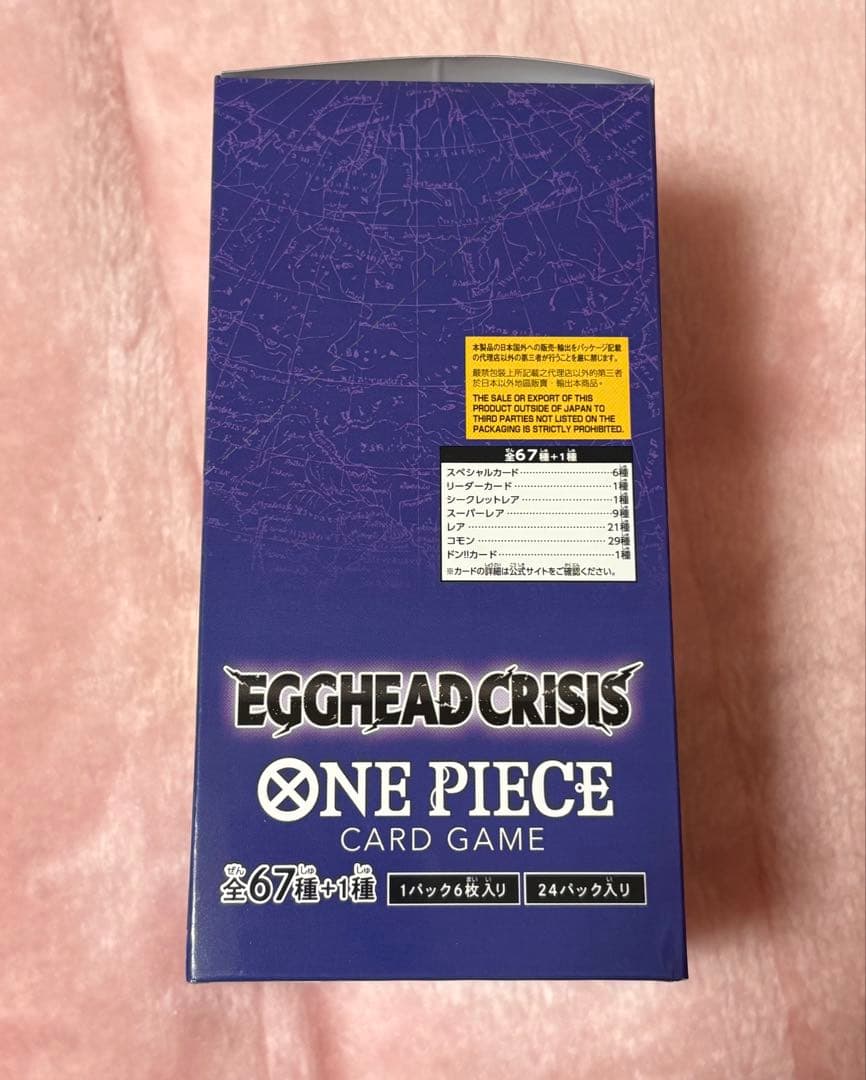 本製品の日本国外への販売・輸出をパッケージ記載
の代理店以外の第三者が行うことを厳に禁じます。
嚴禁包裝上所記載之代理店以外的第三者
於日本以外地區販賣・輸出本商品。
THE SALE OR EXPORT OF THIS
PRODUCT OUTSIDE OF JAPAN TO
THIRD PARTIES NOT LISTED ON THE
PACKAGING IS STRICTLY PROHIBITED.
全67種+1種
スペシャルカード 6種
リーダーカード 1種
シークレットレア 1種
スーパーレア 9種
レア 21種
コモン 29種
ドン!!カード 1種
※カードの詳細は公式サイトをご確認ください。
EGGHEAD CRISIS
ONE PIECE
CARD GAME
全67種+1種 1パック6枚入り 24パック入り